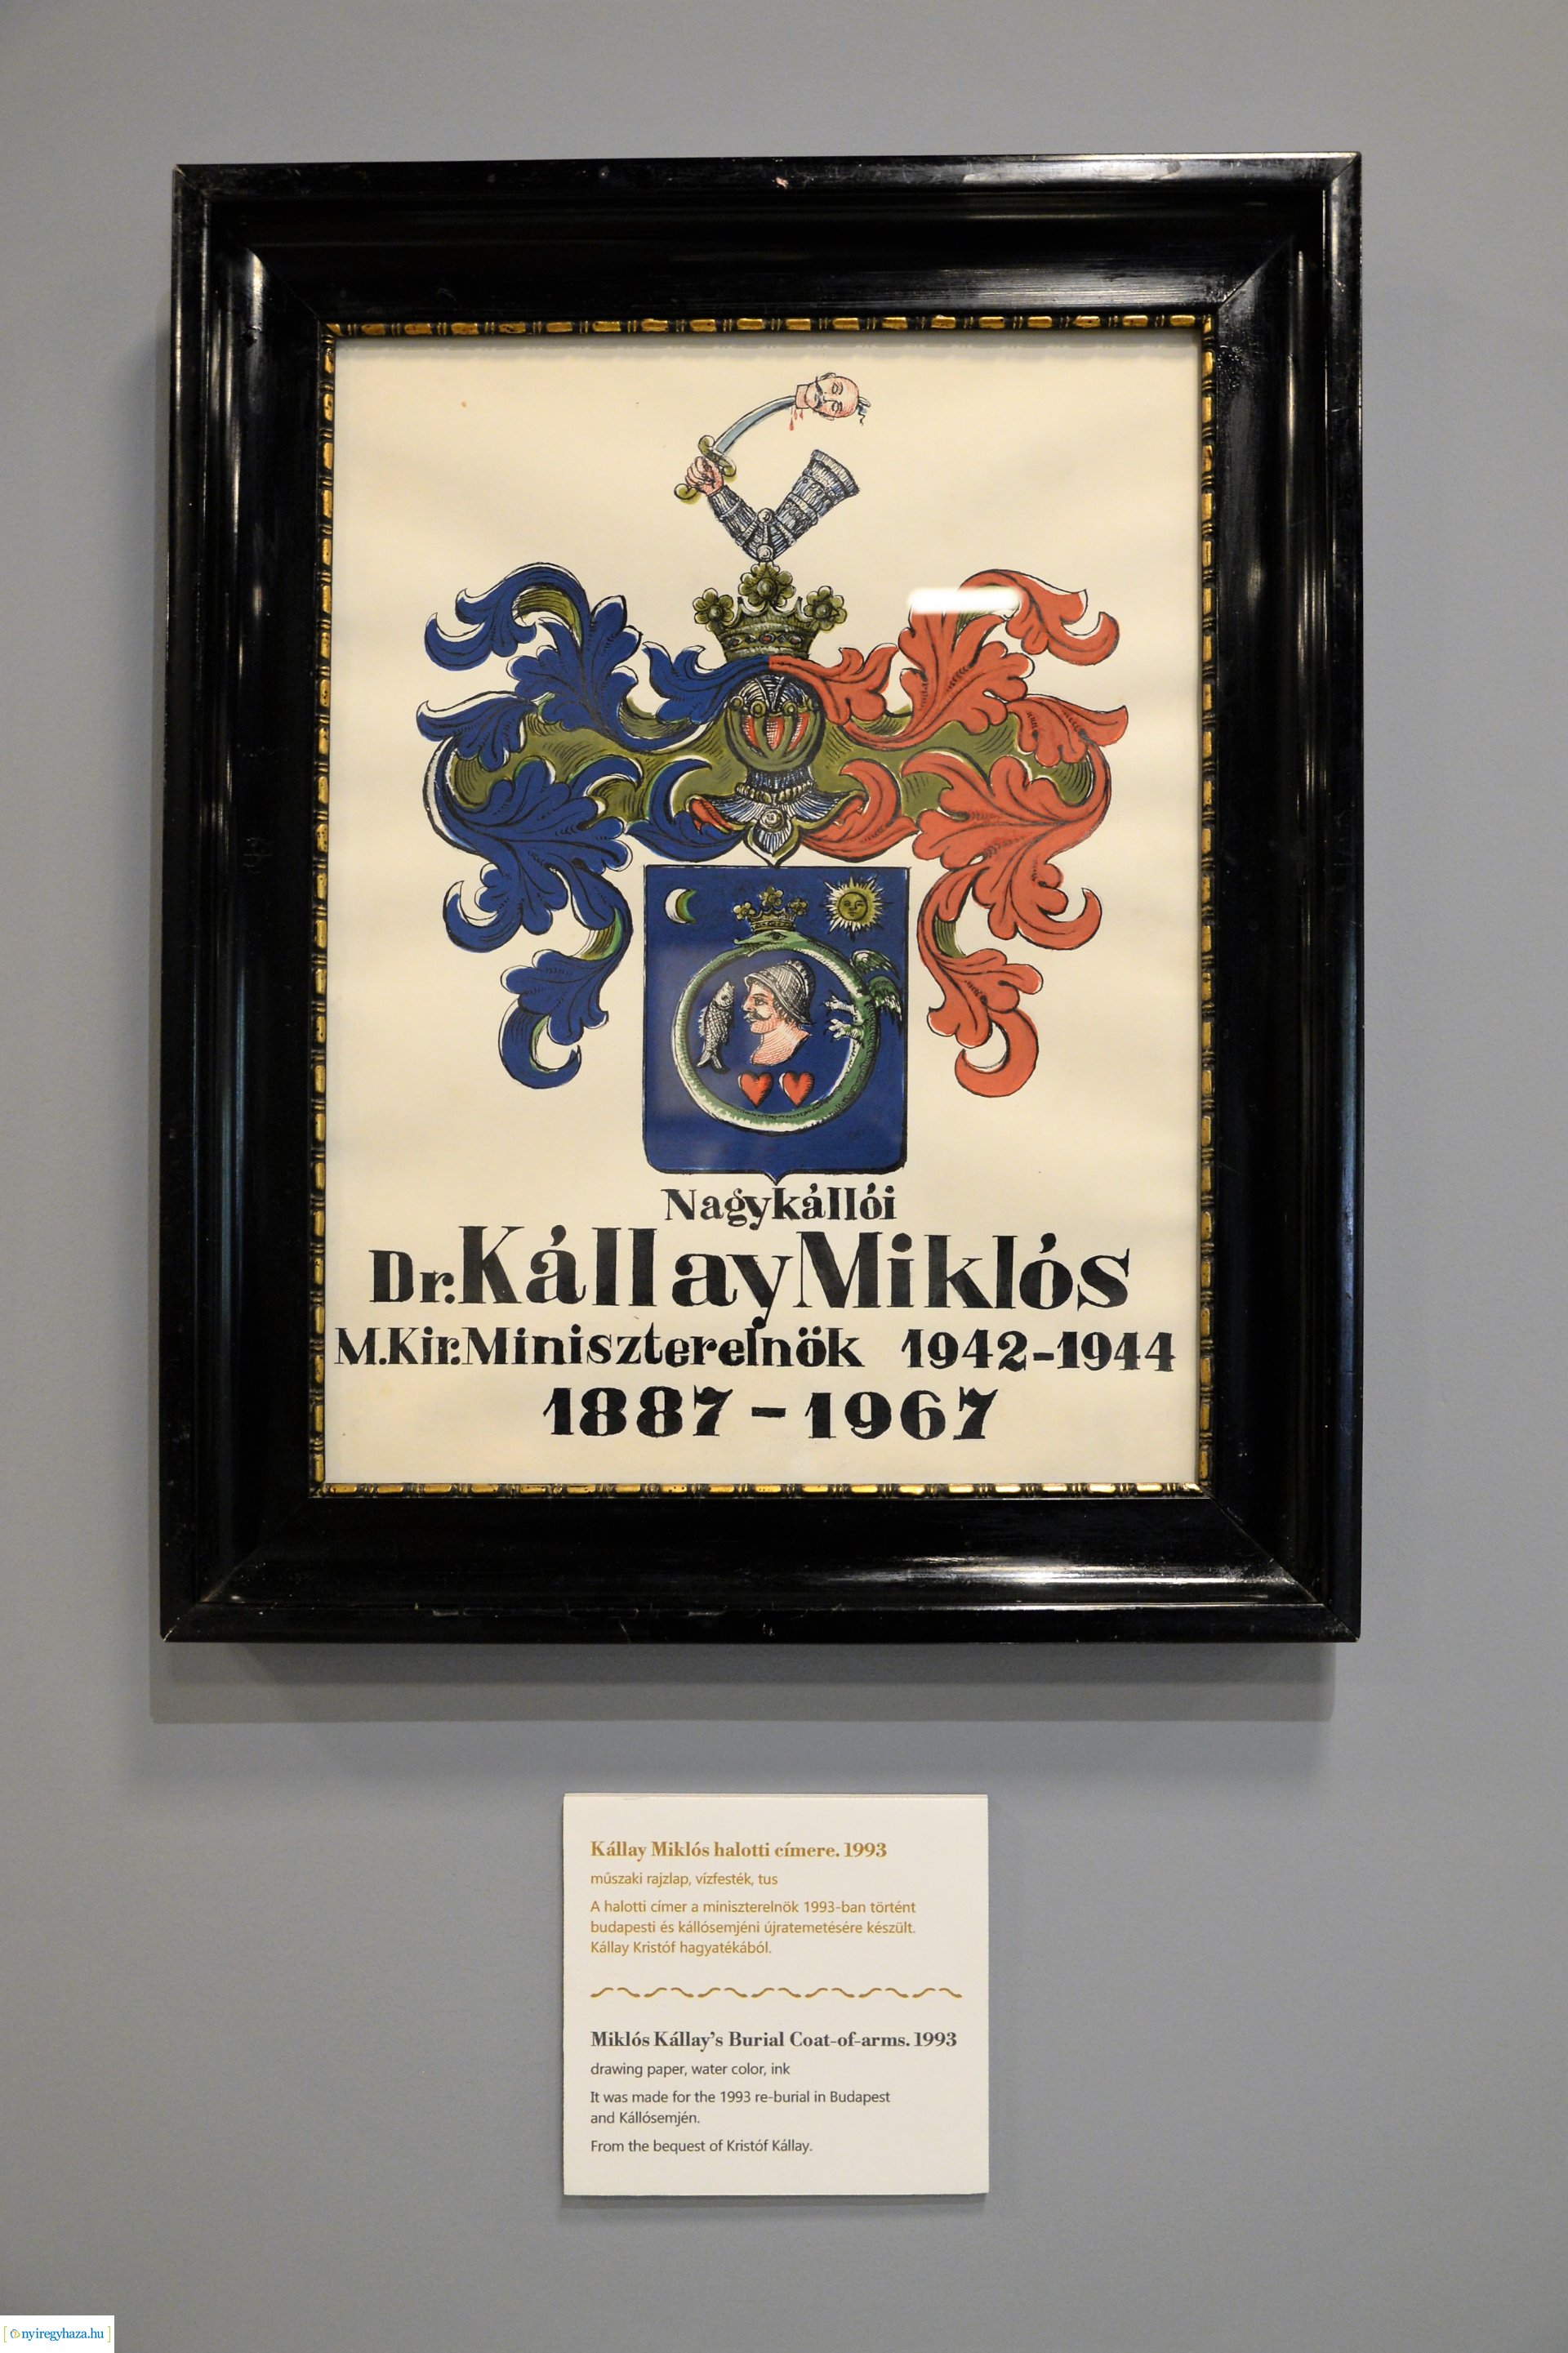 Nagykállói
Dr. Kállay Miklós
M.Kir. Miniszterelnök 1942-1944
1887-1967
Kállay Miklós halotti címere. 1993
műszaki rajzlap, vízfesték, tus
A halotti címer a miniszterelnök 1993-ban történt
budapesti és kállósemjéni újratemetésére készült.
Kállay Kristóf hagyatékából.
Miklós Kállay's Burial Coat-of-arms. 1993
drawing paper, water color, ink
It was made for the 1993 re-burial in Budapest
and Kállósemjén.
From the bequest of Kristóf Kállay.
nyiregyhaza.hu